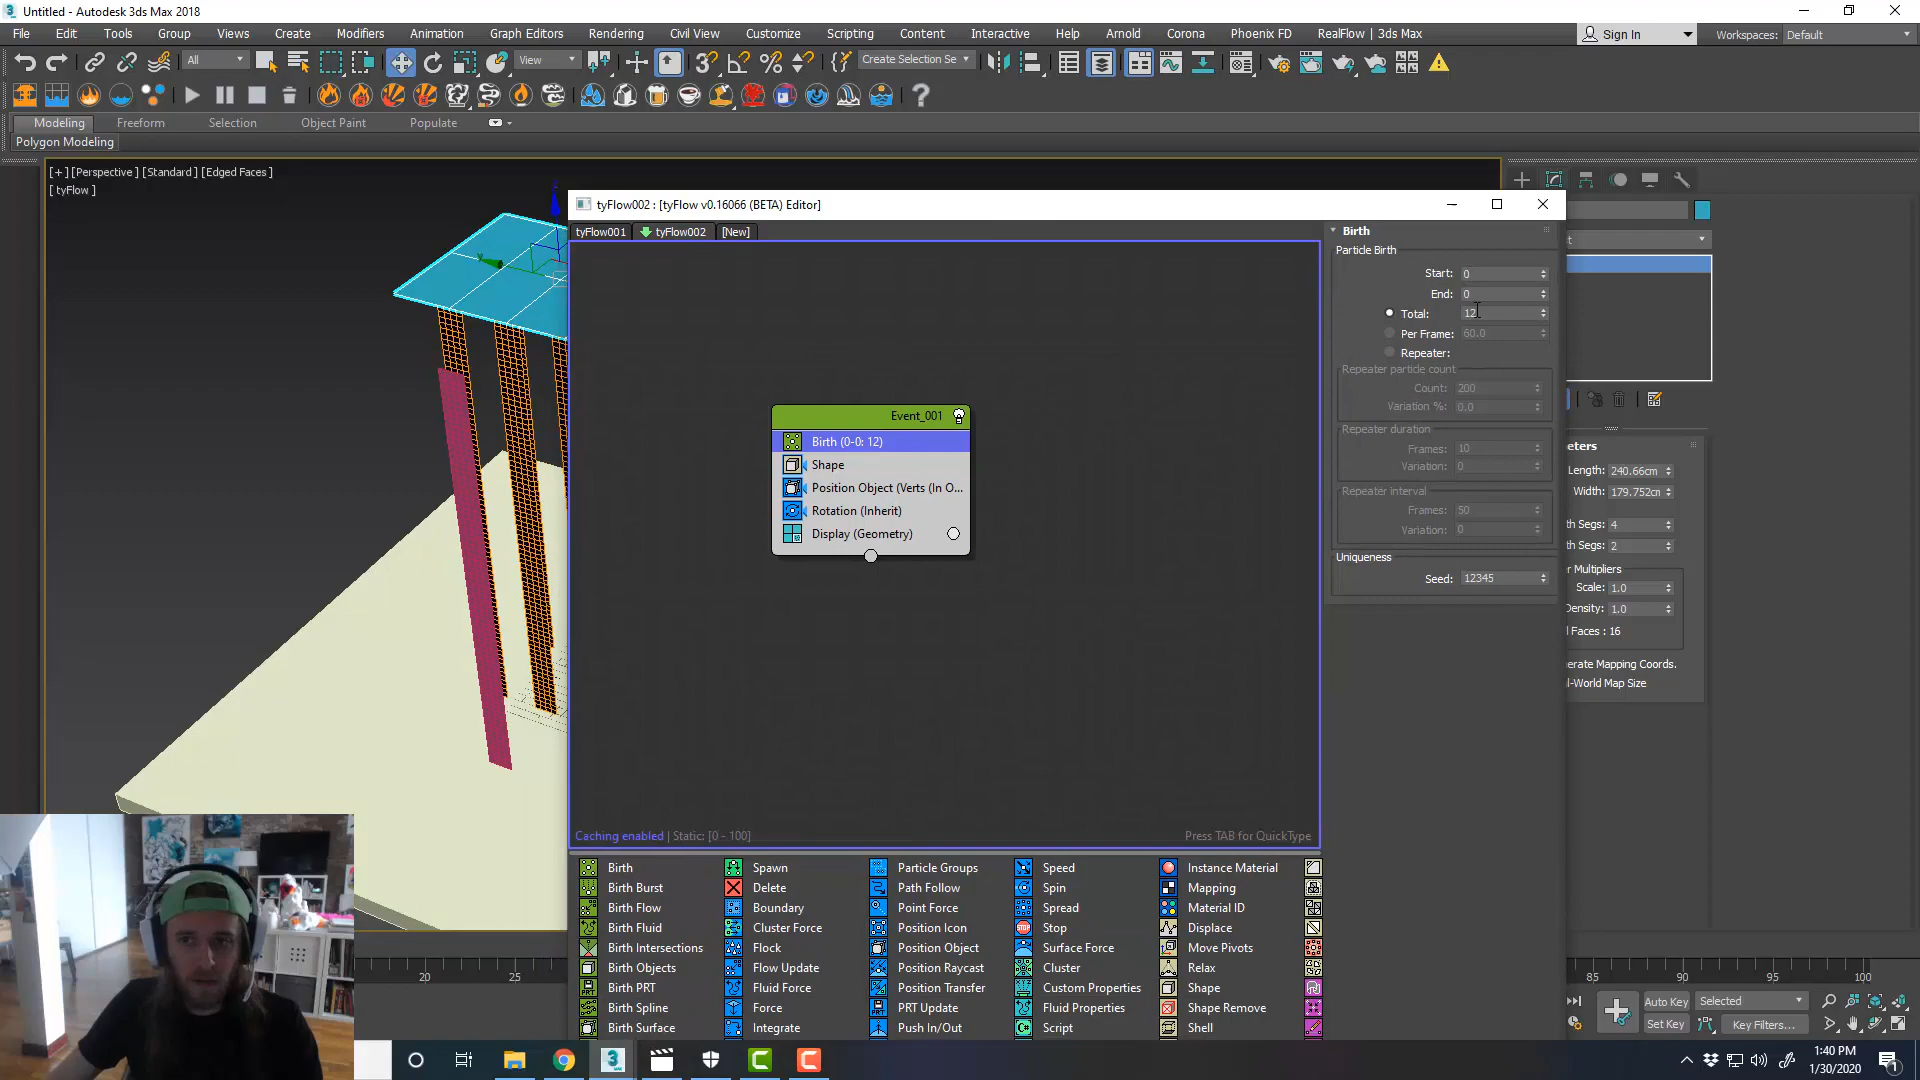 Untitled - Autodesk 3ds Max 2018
File Edit Tools Group Views Create Modifiers Animation Graph Editors Rendering Civil View Customize Scripting Content Interactive Help Arnold Corona Phoenix FD RealFlow | 3ds Max Sign In Workspaces: Default
All View Create Selection Se
Modeling Freeform Selection Object Paint Populate
Polygon Modeling
[+] [Perspective ] [Standard ] [Edged Faces ]
[ tyFlow ]
tyFlow002 : [tyFlow v0.16066 (BETA) Editor]
tyFlow001 tyFlow002 [New]
Birth
Particle Birth
Start: 0
End: 0
Total: 12
Per Frame: 60.0
Repeater:
Repeater particle count
Count: 200
Variation %: 0.0
Repeater duration
Frames: 10
Variation: 0
Repeater interval
Frames: 50
Variation: 0
Uniqueness
Seed: 12345
Event_001
Birth (0-0: 12)
Shape
Position Object (Verts (In O...
Rotation (Inherit)
Display (Geometry)
Caching enabled | Static: [0 - 100]
Press TAB for QuickType
eters
Length: 240.66cm
Width: 179.752cm
th Segs: 4
th Segs: 2
r Multipliers
Scale: 1.0
Density: 1.0
l Faces : 16
erate Mapping Coords.
l-World Map Size
Birth Spawn Particle Groups Speed Instance Material
Birth Burst Delete Path Follow Spin Mapping
Birth Flow Boundary Point Force Spread Material ID
Birth Fluid Cluster Force Position Icon Stop Displace
Birth Intersections Flock Position Object Surface Force Move Pivots
Birth Objects Flow Update Position Raycast Cluster Relax
Birth PRT Fluid Force Position Transfer Custom Properties Shape
Birth Spline Force PRT Update Fluid Properties Shape Remove
Birth Surface Integrate Push In/Out Script Shell
20 25 85 90 95 100
Auto Key Selected
Set Key Key Filters...
1:40 PM
1/30/2020